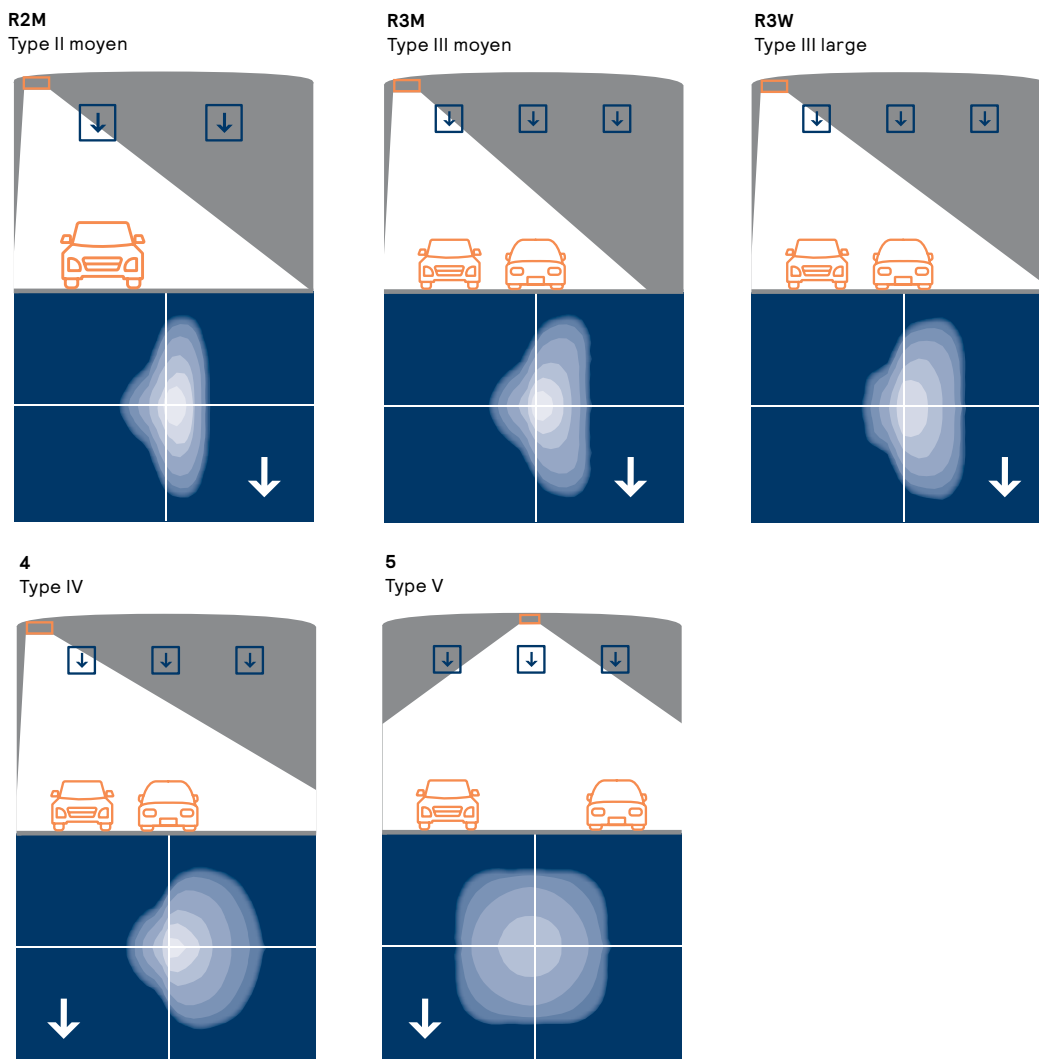 R2M
Type II moyen
R3M
Type III moyen
R3W
Type III large
4
Type IV
5
Type V